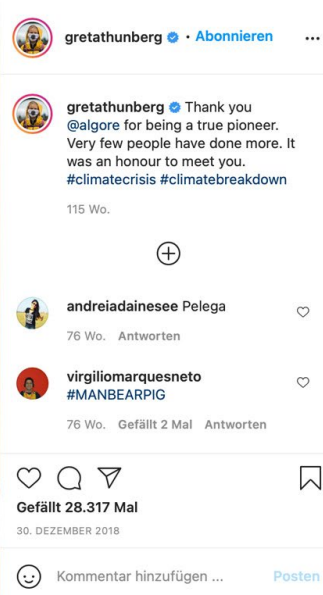 gretathunberg • Abonnieren ...
gretathunberg Thank you
@algore for being a true pioneer.
Very few people have done more. It
was an honour to meet you.
#climatecrisis #climatebreakdown
115 Wo.
andreiadainesee Pelega
76 Wo. Antworten
virgiliomarquesneto
#MANBEARPIG
76 Wo. Gefällt 2 Mal Antworten
Gefällt 28.317 Mal
30. DEZEMBER 2018
Kommentar hinzufügen ... Posten